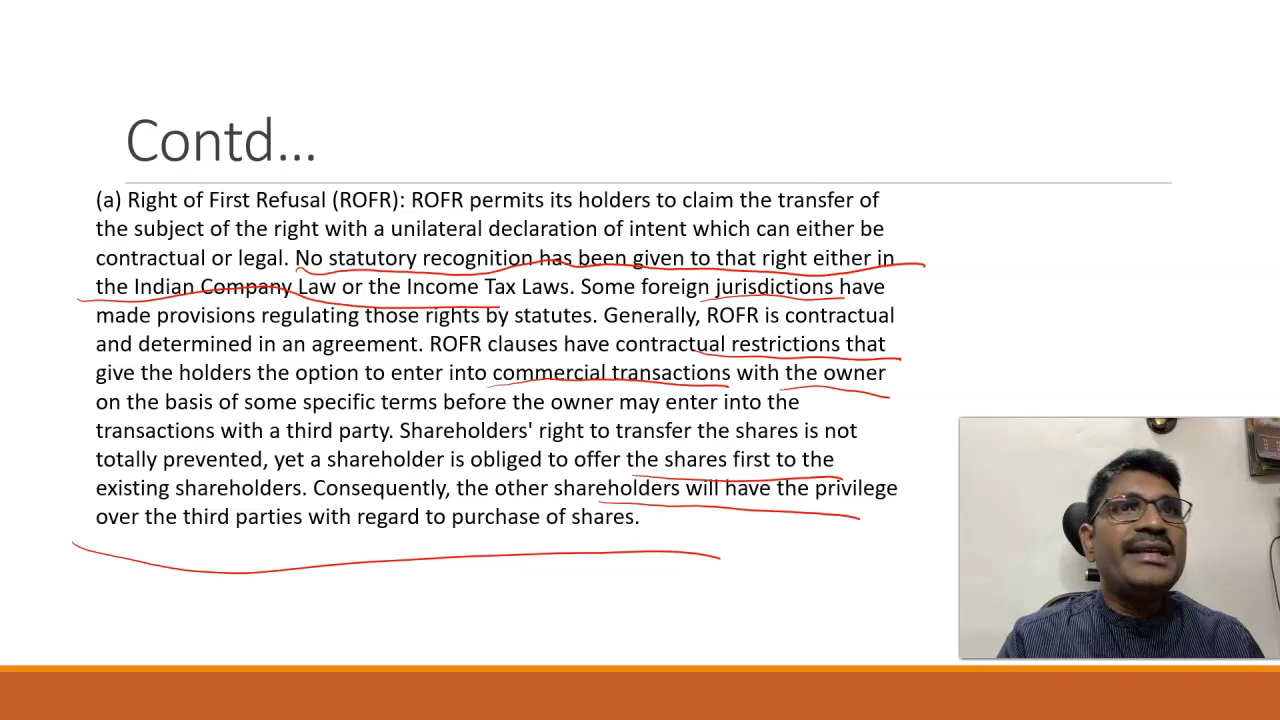 Contd…
(a) Right of First Refusal (ROFR): ROFR permits its holders to claim the transfer of
the subject of the right with a unilateral declaration of intent which can either be
contractual or legal. No statutory recognition has been given to that right either in
the Indian Company Law or the Income Tax Laws. Some foreign jurisdictions have
made provisions regulating those rights by statutes. Generally, ROFR is contractual
and determined in an agreement. ROFR clauses have contractual restrictions that
give the holders the option to enter into commercial transactions with the owner
on the basis of some specific terms before the owner may enter into the
transactions with a third party. Shareholders' right to transfer the shares is not
totally prevented, yet a shareholder is obliged to offer the shares first to the
existing shareholders. Consequently, the other shareholders will have the privilege
over the third parties with regard to purchase of shares.